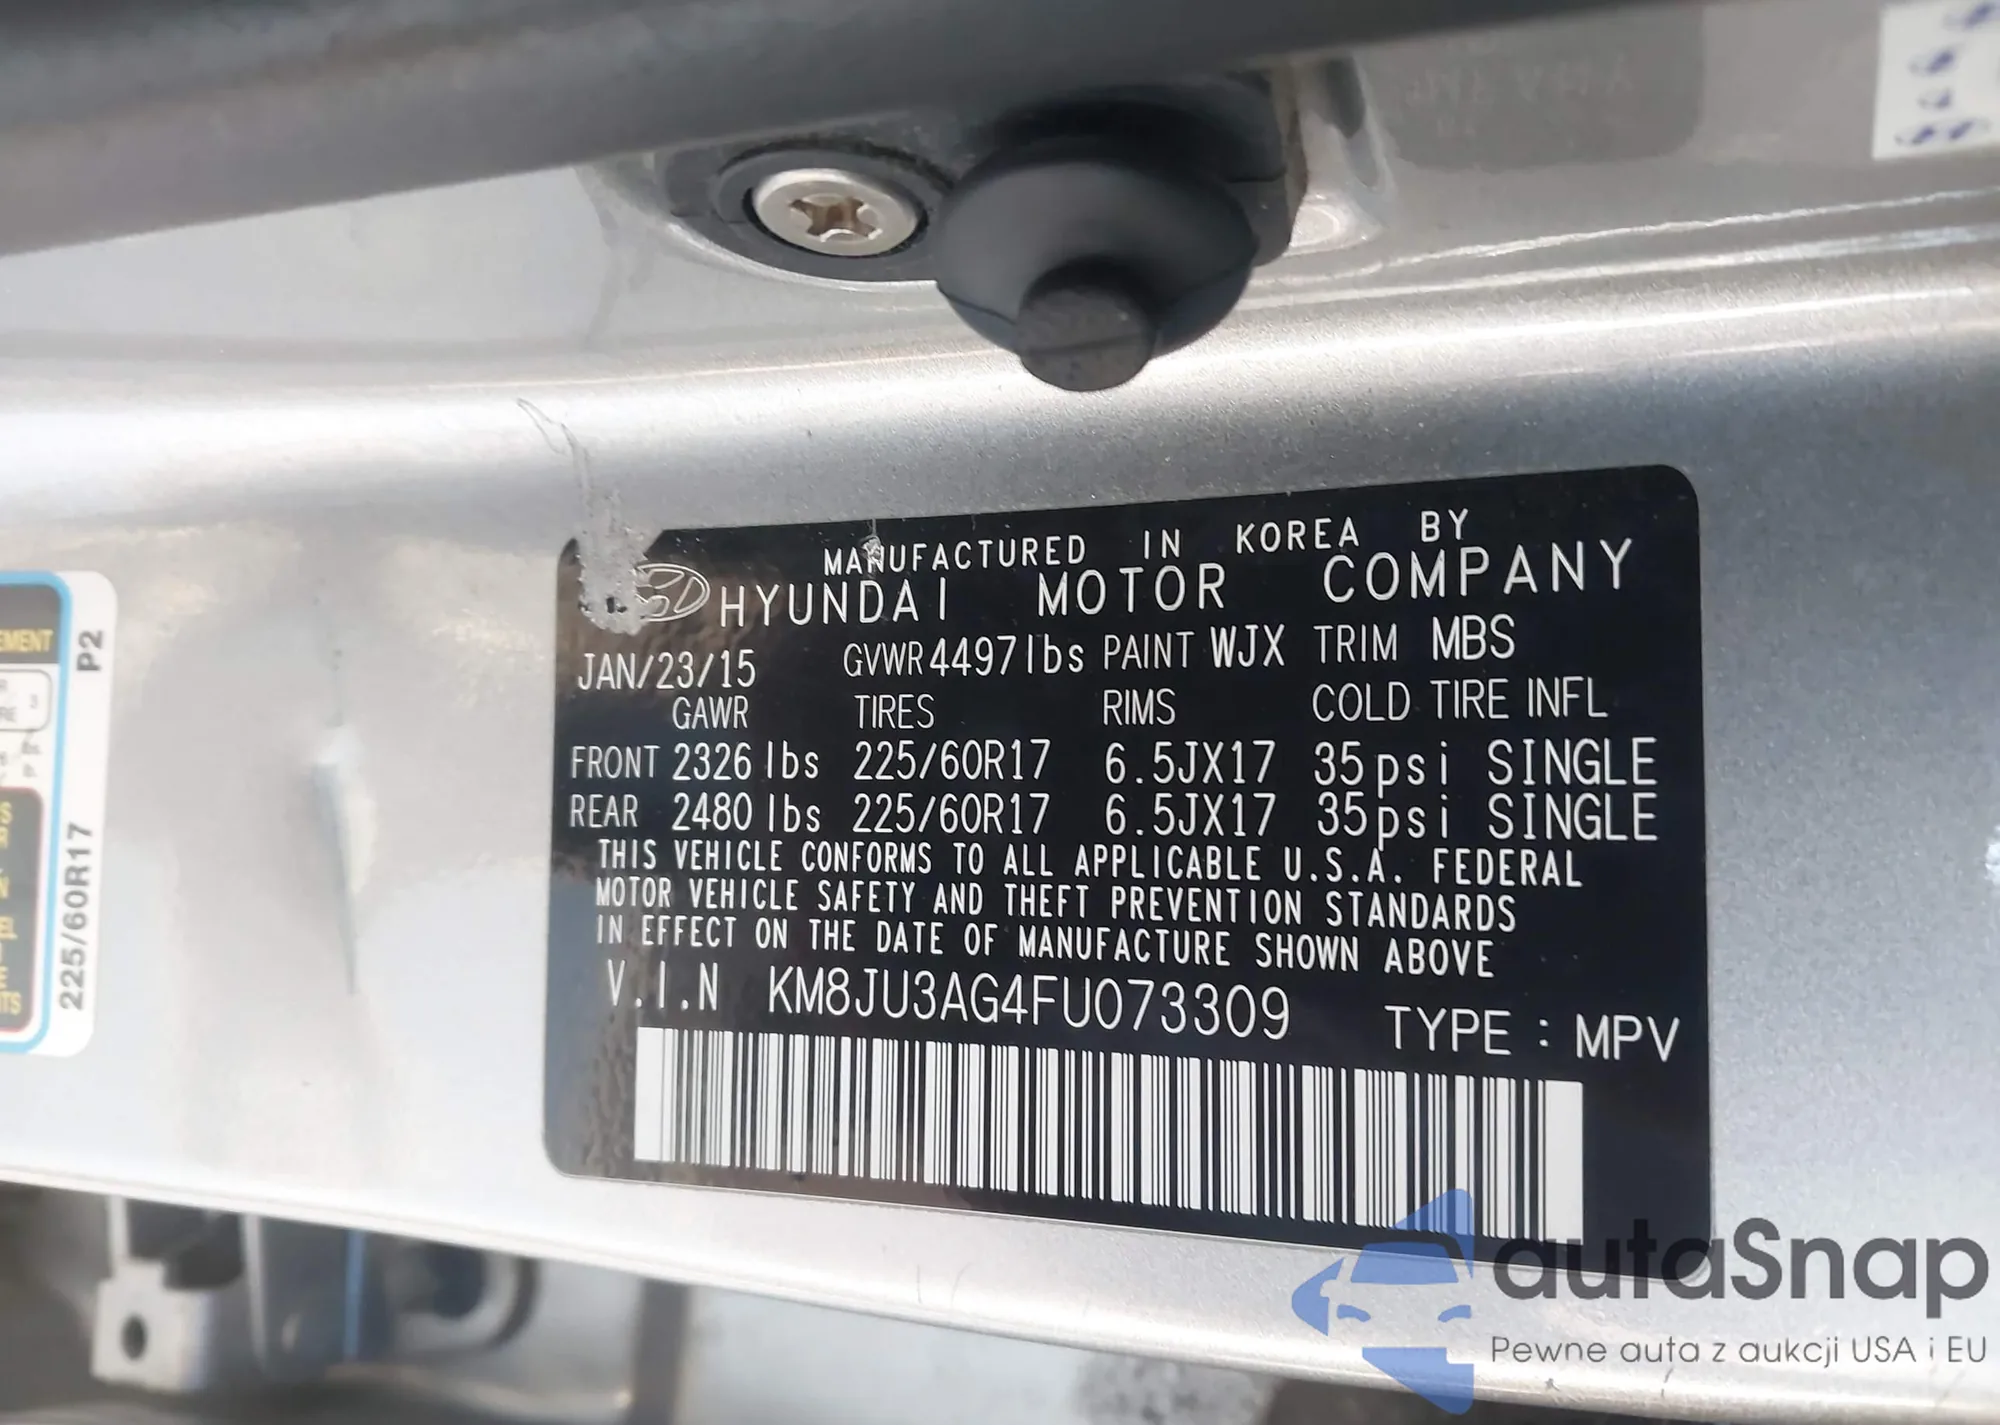 MANUFACTURED IN KOREA BY
HYUNDAI MOTOR COMPANY
JAN/23/15 GVWR 4497 lbs PAINT WJX TRIM MBS
GAWR TIRES RIMS COLD TIRE INFL
FRONT 2326 lbs 225/60R17 6.5JX17 35psi SINGLE
REAR 2480 lbs 225/60R17 6.5JX17 35psi SINGLE
THIS VEHICLE CONFORMS TO ALL APPLICABLE U.S.A. FEDERAL
MOTOR VEHICLE SAFETY AND THEFT PREVENTION STANDARDS
IN EFFECT ON THE DATE OF MANUFACTURE SHOWN ABOVE
V.I.N KM8JU3AG4FU073309 TYPE : MPV
225/60R17 P2
autaSnap
Pewne auta z aukcji USA i EU